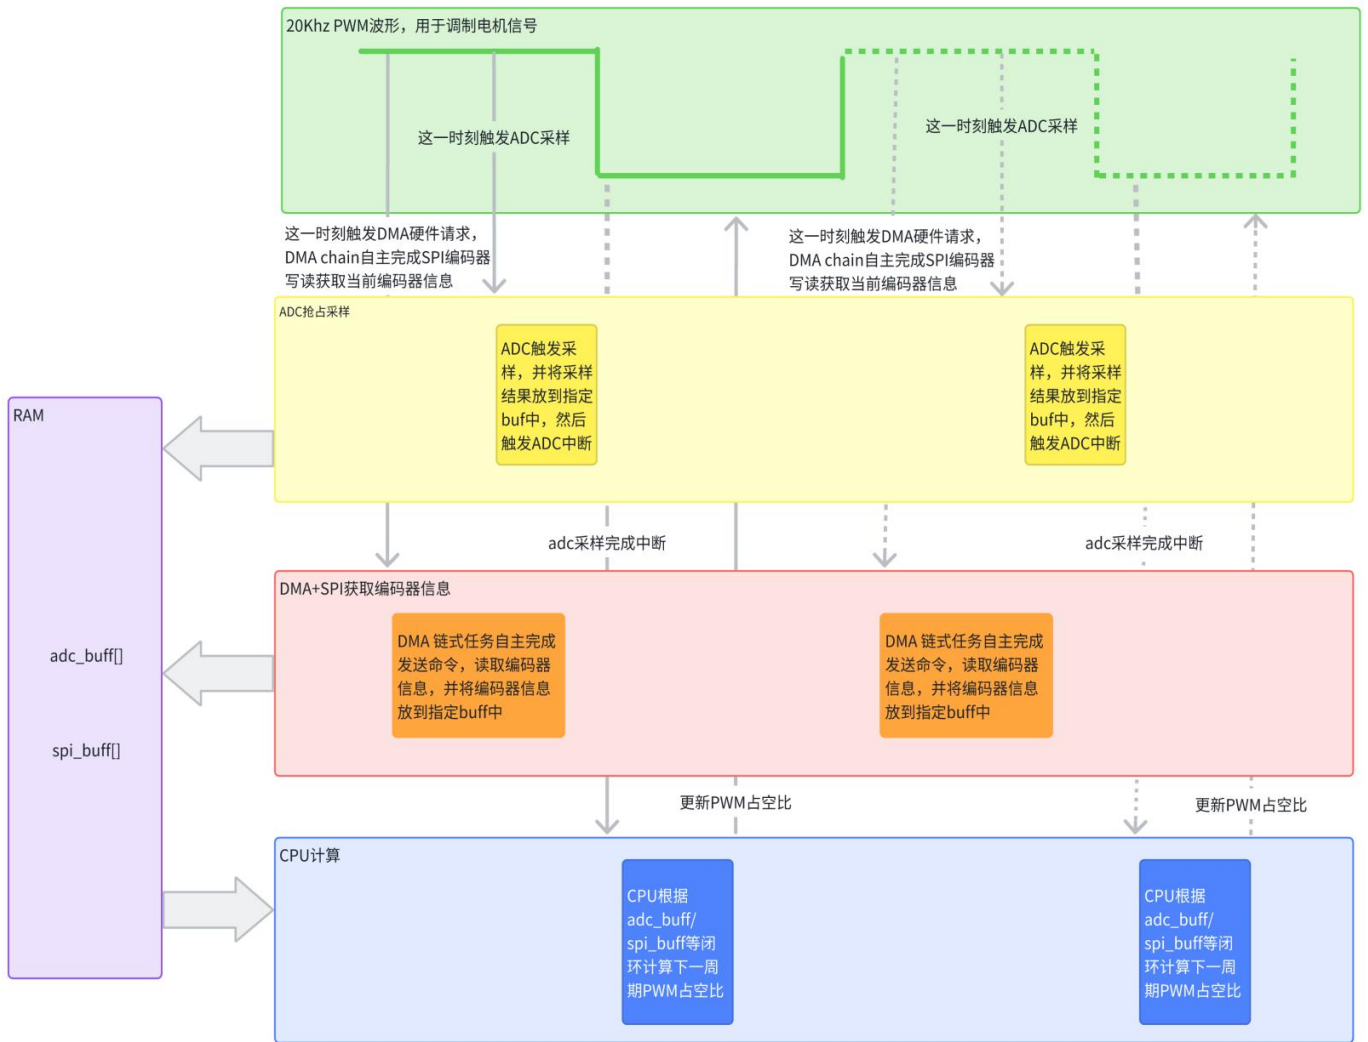 20Khz PWM波形，用于调制电机信号
这一时刻触发ADC采样
这一时刻触发ADC采样
这一时刻触发DMA硬件请求，
DMA chain自主完成SPI编码器
写读获取当前编码器信息
这一时刻触发DMA硬件请求，
DMA chain自主完成SPI编码器
写读获取当前编码器信息
ADC抢占采样
ADC触发采
样，并将采样
结果放到指定
buf中，然后
触发ADC中断
ADC触发采
样，并将采样
结果放到指定
buf中，然后
触发ADC中断
RAM
adc_buff[]
spi_buff[]
adc采样完成中断
adc采样完成中断
DMA+SPI获取编码器信息
DMA 链式任务自主完成
发送命令，读取编码器
信息，并将编码器信息
放到指定buff中
DMA 链式任务自主完成
发送命令，读取编码器
信息，并将编码器信息
放到指定buff中
更新PWM占空比
更新PWM占空比
CPU计算
CPU根据
adc_buff/
spi_buff等闭
环计算下一周
期PWM占空比
CPU根据
adc_buff/
spi_buff等闭
环计算下一周
期PWM占空比